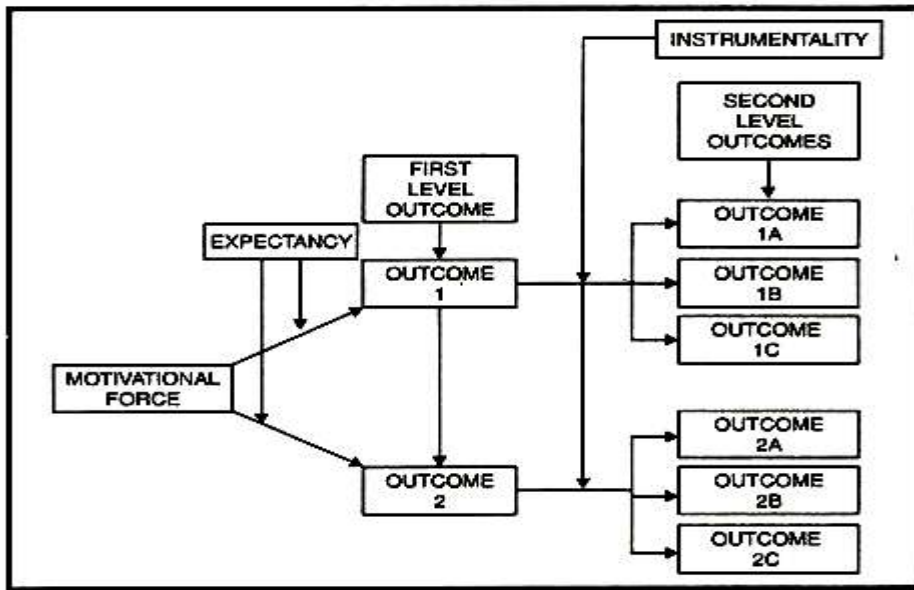 INSTRUMENTALITY
SECOND
LEVEL
OUTCOMES
FIRST
LEVEL
OUTCOME
EXPECTANCY
OUTCOME
1A
OUTCOME
1
OUTCOME
1B
OUTCOME
1C
MOTIVATIONAL
FORCE
OUTCOME
2A
OUTCOME
2
OUTCOME
2B
OUTCOME
2C